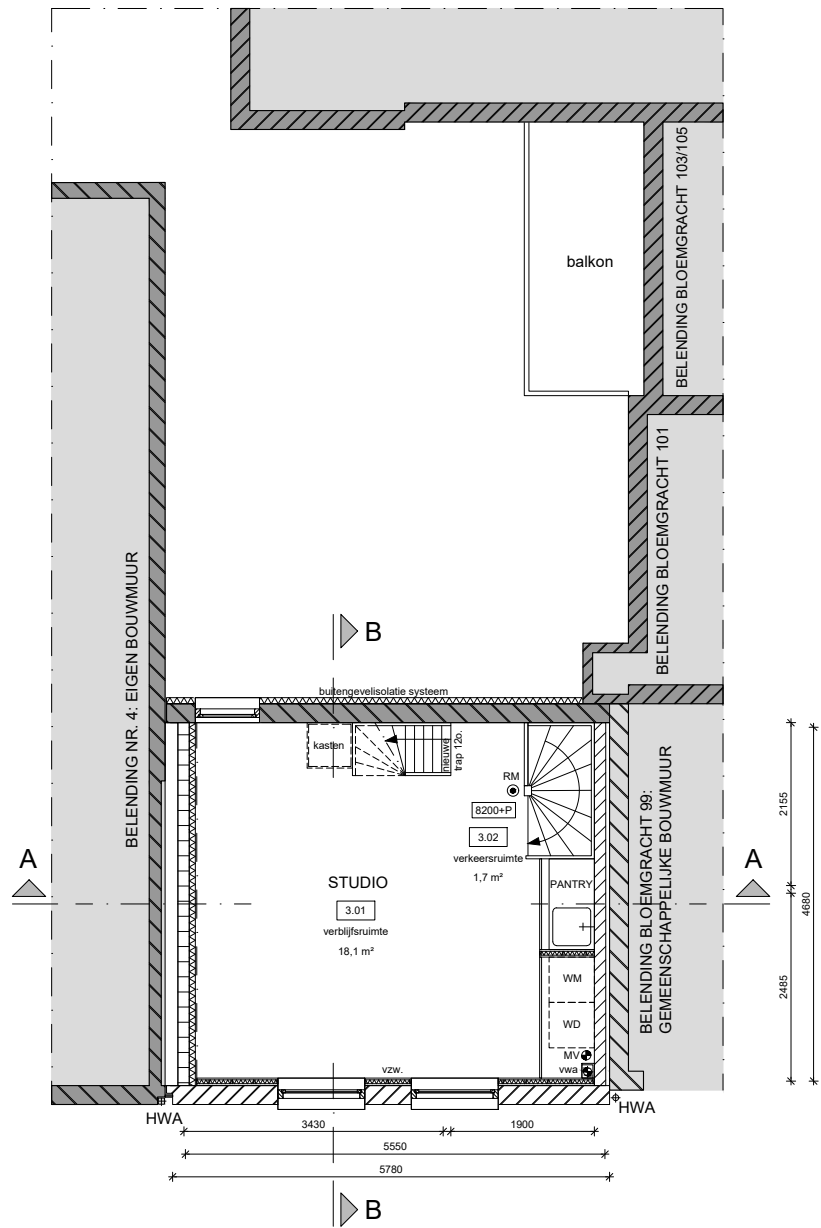 balkon
BELENDING BLOEMGRACHT 103/105
BELENDING BLOEMGRACHT 101
BELENDING NR. 4: EIGEN BOUWMUUR
B
buitengevelisolatie systeem
kasten
nieuwe
trap 12o.
RM
8200+P
3.02
verkeersruimte
1,7 m²
A
A
STUDIO
3.01
verblijfsruimte
18,1 m²
PANTRY
BELENDING BLOEMGRACHT 99:
GEMEENSCHAPPELIJKE BOUWMUUR
2155
4680
2485
WM
WD
MV
vwa
vzw.
HWA
HWA
3430
1900
5550
5780
B